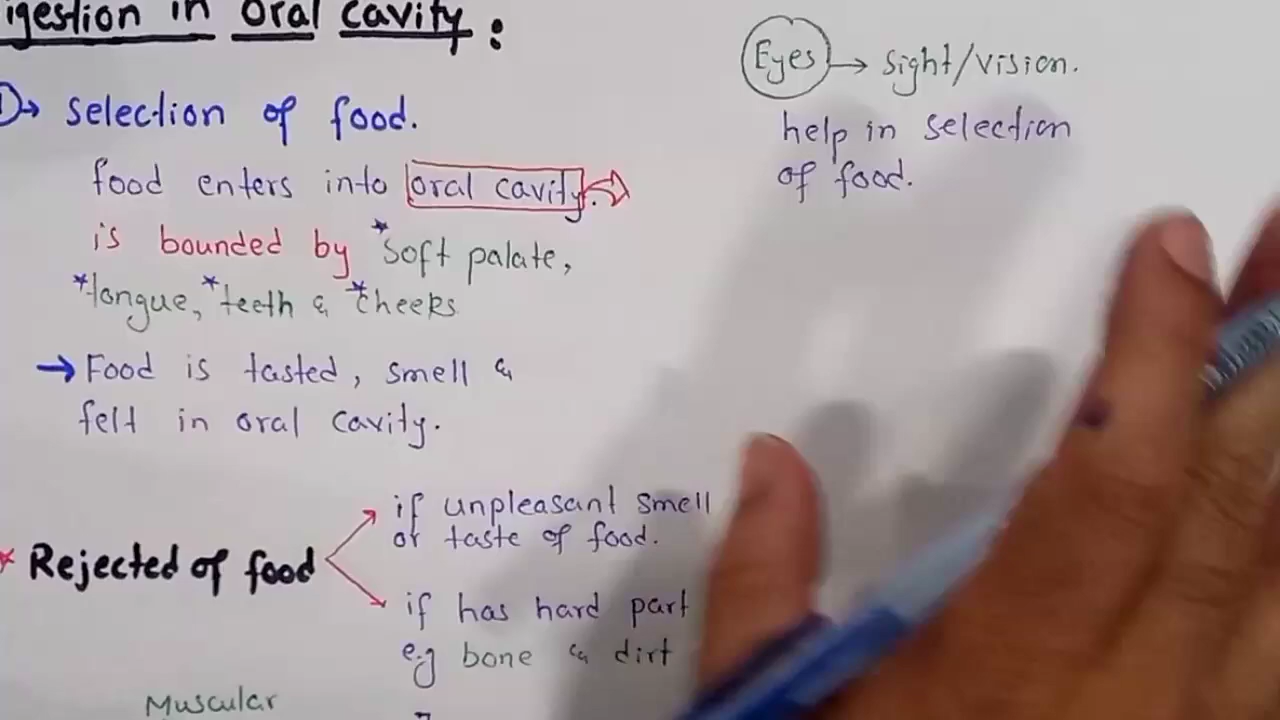 igestion in oral cavity :
→ selection of food.
food enters into oral cavity.
is bounded by *soft palate,
*tongue, *teeth & *cheeks
→ Food is tasted, smell &
felt in oral cavity.
* Rejected of food
if unpleasant smell
or taste of food.
if has hard part
e.g bone & dirt
Muscular
Eyes → sight/vision.
help in selection
of food.